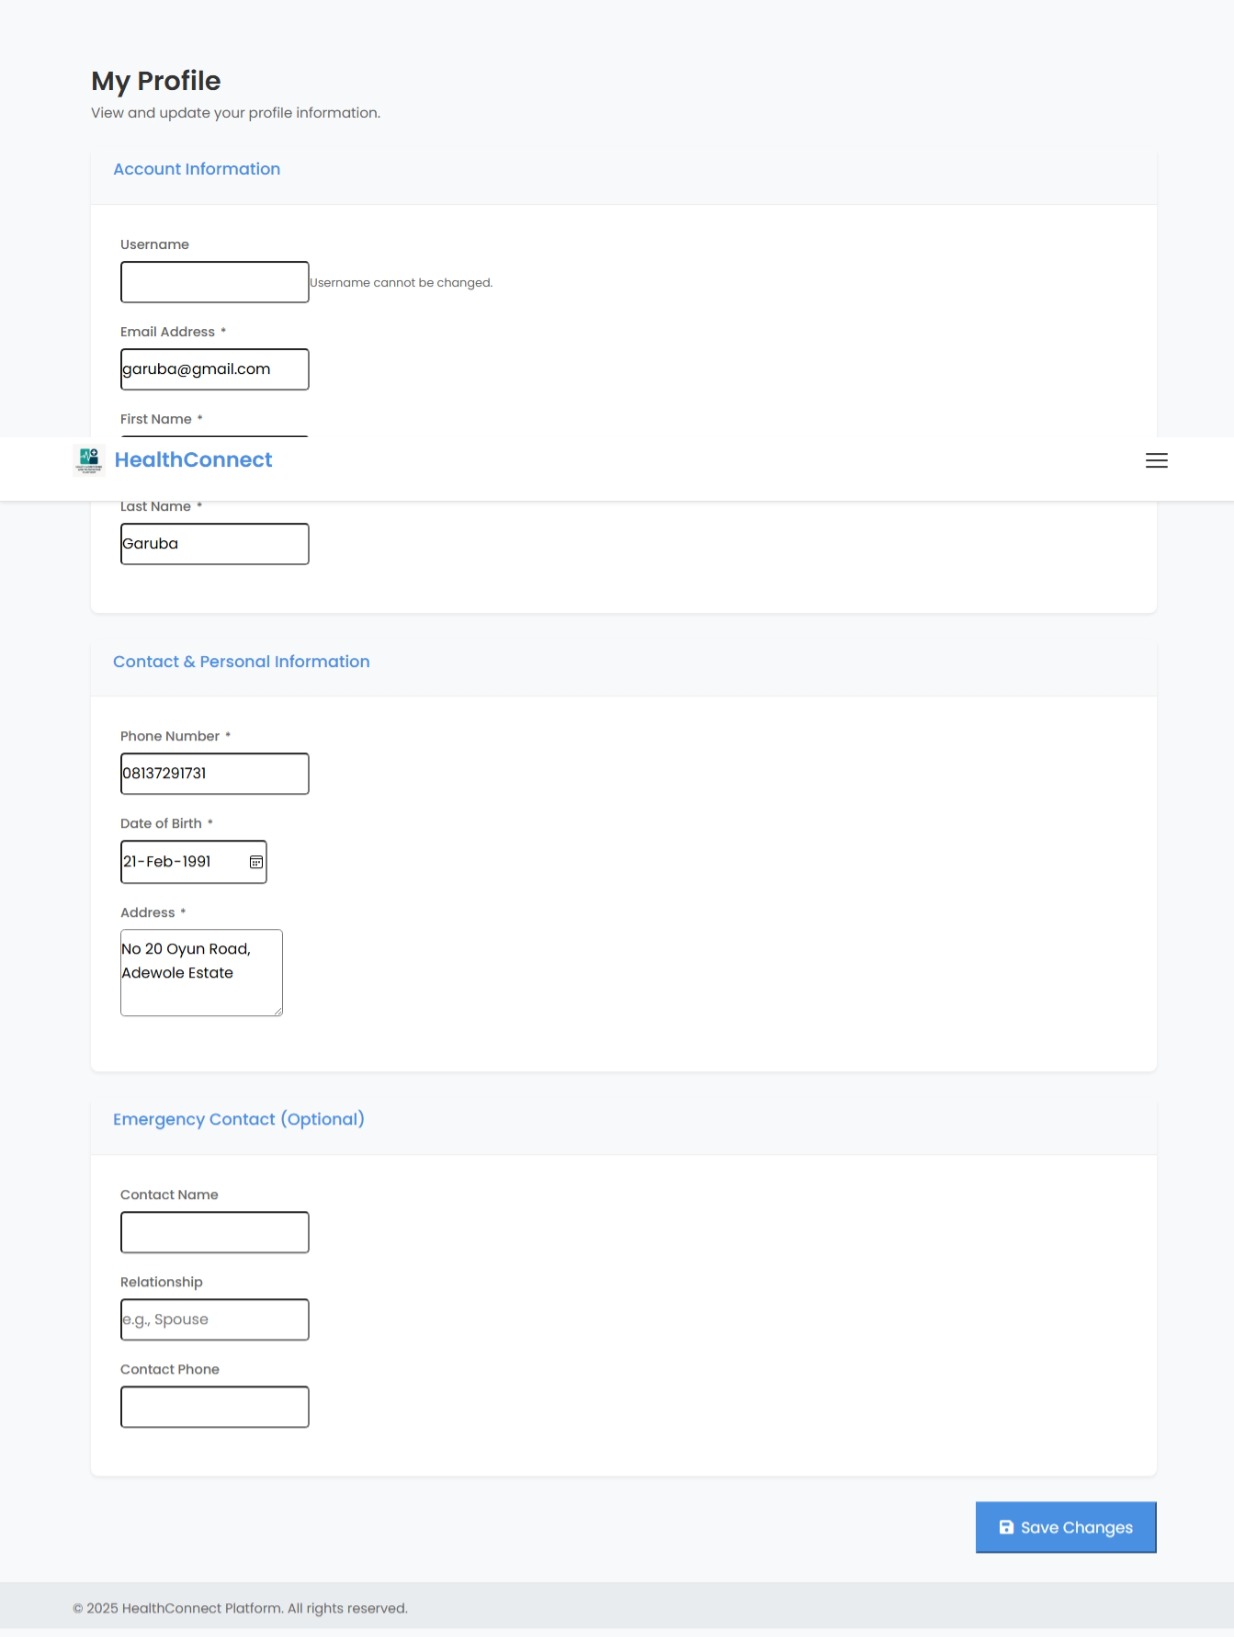 My Profile
View and update your profile information.
Account Information
Username
Username cannot be changed.
Email Address *
garuba@gmail.com
First Name *
HealthConnect
Last Name *
Garuba
Contact & Personal Information
Phone Number *
08137291731
Date of Birth *
21-Feb-1991
Address *
No 20 Oyun Road,
Adewole Estate
Emergency Contact (Optional)
Contact Name
Relationship
e.g., Spouse
Contact Phone
Save Changes
© 2025 HealthConnect Platform. All rights reserved.